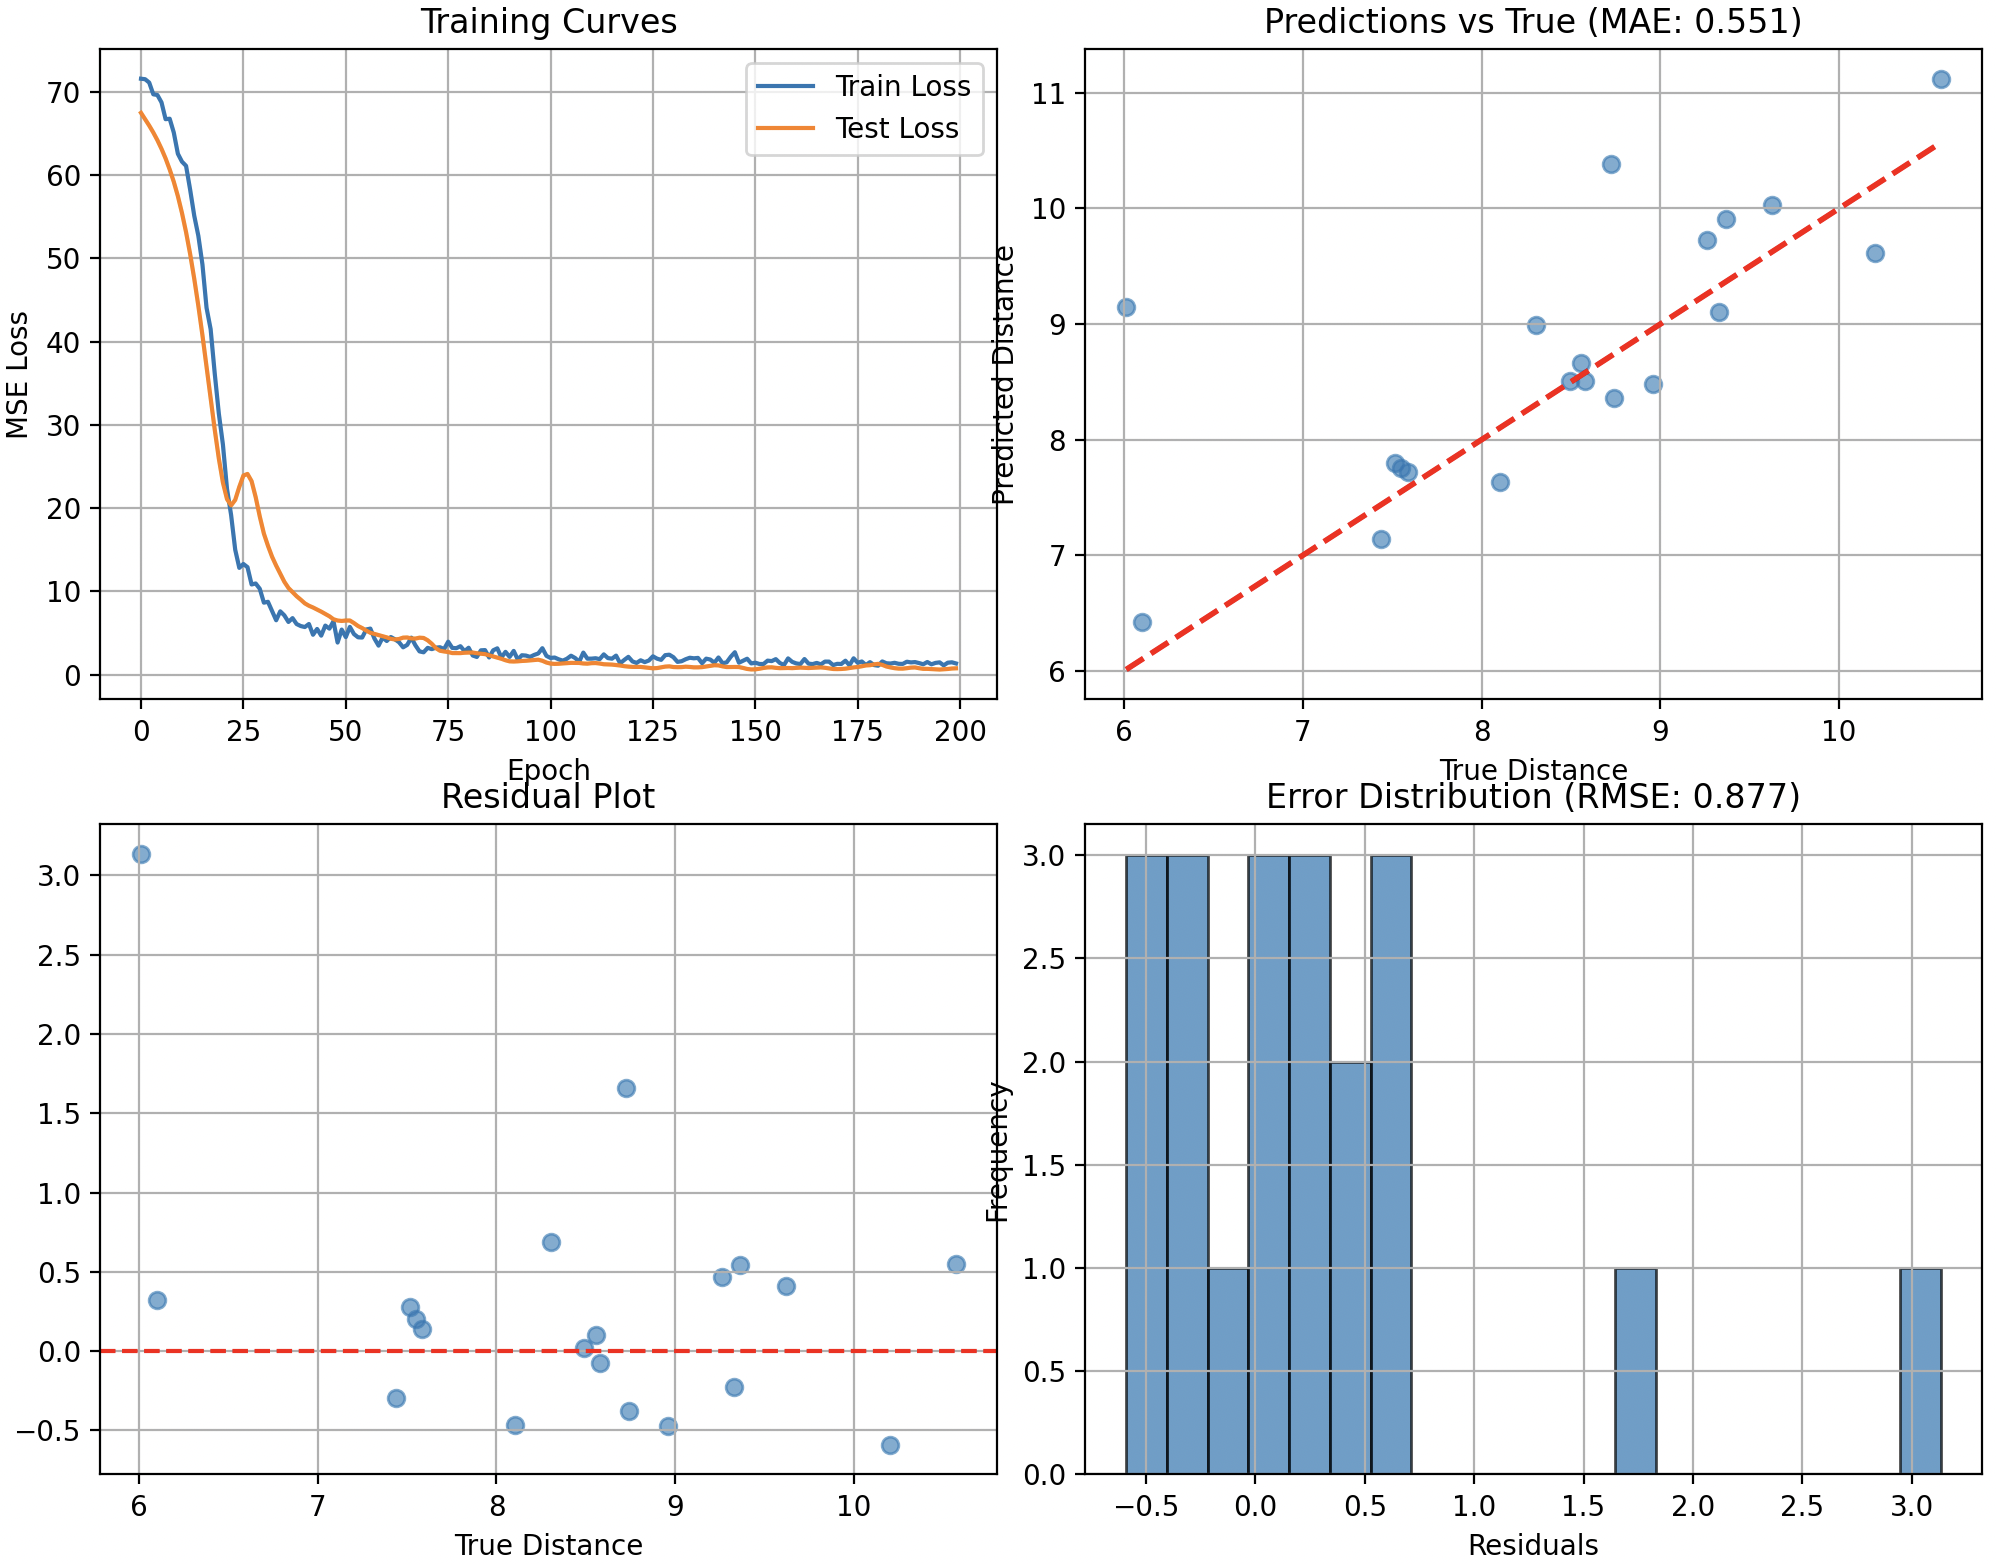 Training Curves
70
60
50
40
30
20
10
0
MSE Loss
Train Loss
Test Loss
0 25 50 75 100 125 150 175 200
Epoch
Predictions vs True (MAE: 0.551)
11
10
9
8
7
6
Predicted Distance
6 7 8 9 10
True Distance
Residual Plot
3.0
2.5
2.0
1.5
1.0
0.5
0.0
−0.5
6 7 8 9 10
True Distance
Error Distribution (RMSE: 0.877)
3.0
2.5
2.0
1.5
1.0
0.5
0.0
Frequency
−0.5 0.0 0.5 1.0 1.5 2.0 2.5 3.0
Residuals